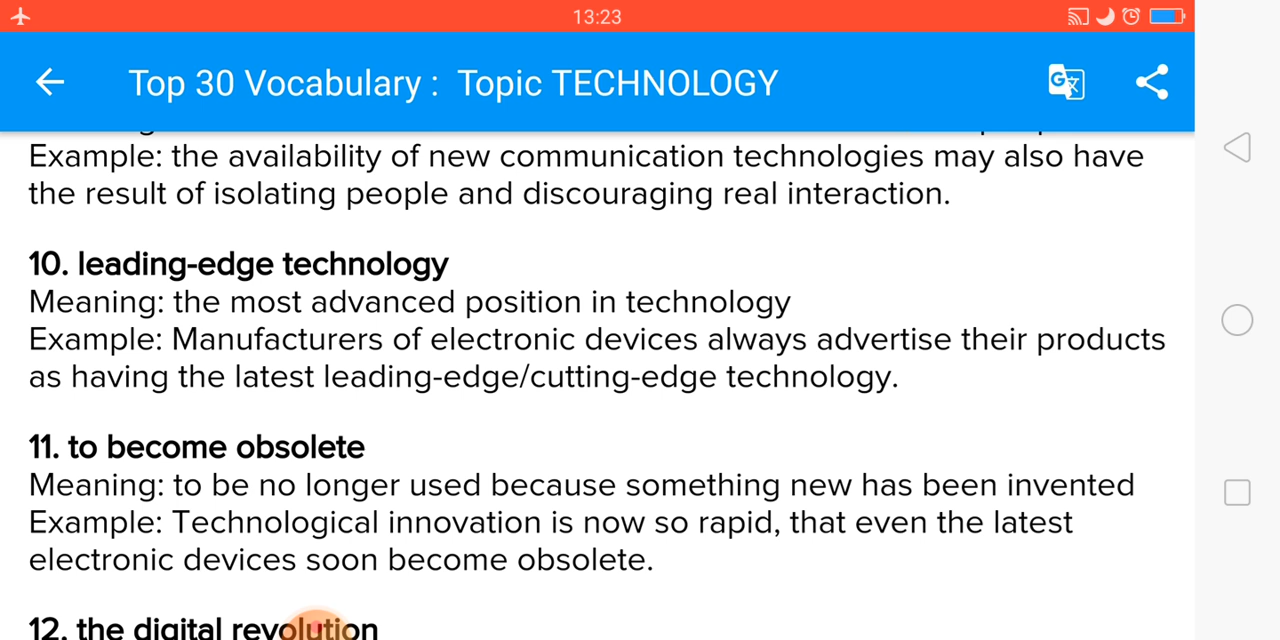 13:23
Top 30 Vocabulary : Topic TECHNOLOGY
Example: the availability of new communication technologies may also have
the result of isolating people and discouraging real interaction.
10. leading-edge technology
Meaning: the most advanced position in technology
Example: Manufacturers of electronic devices always advertise their products
as having the latest leading-edge/cutting-edge technology.
11. to become obsolete
Meaning: to be no longer used because something new has been invented
Example: Technological innovation is now so rapid, that even the latest
electronic devices soon become obsolete.
12. the digital revolution